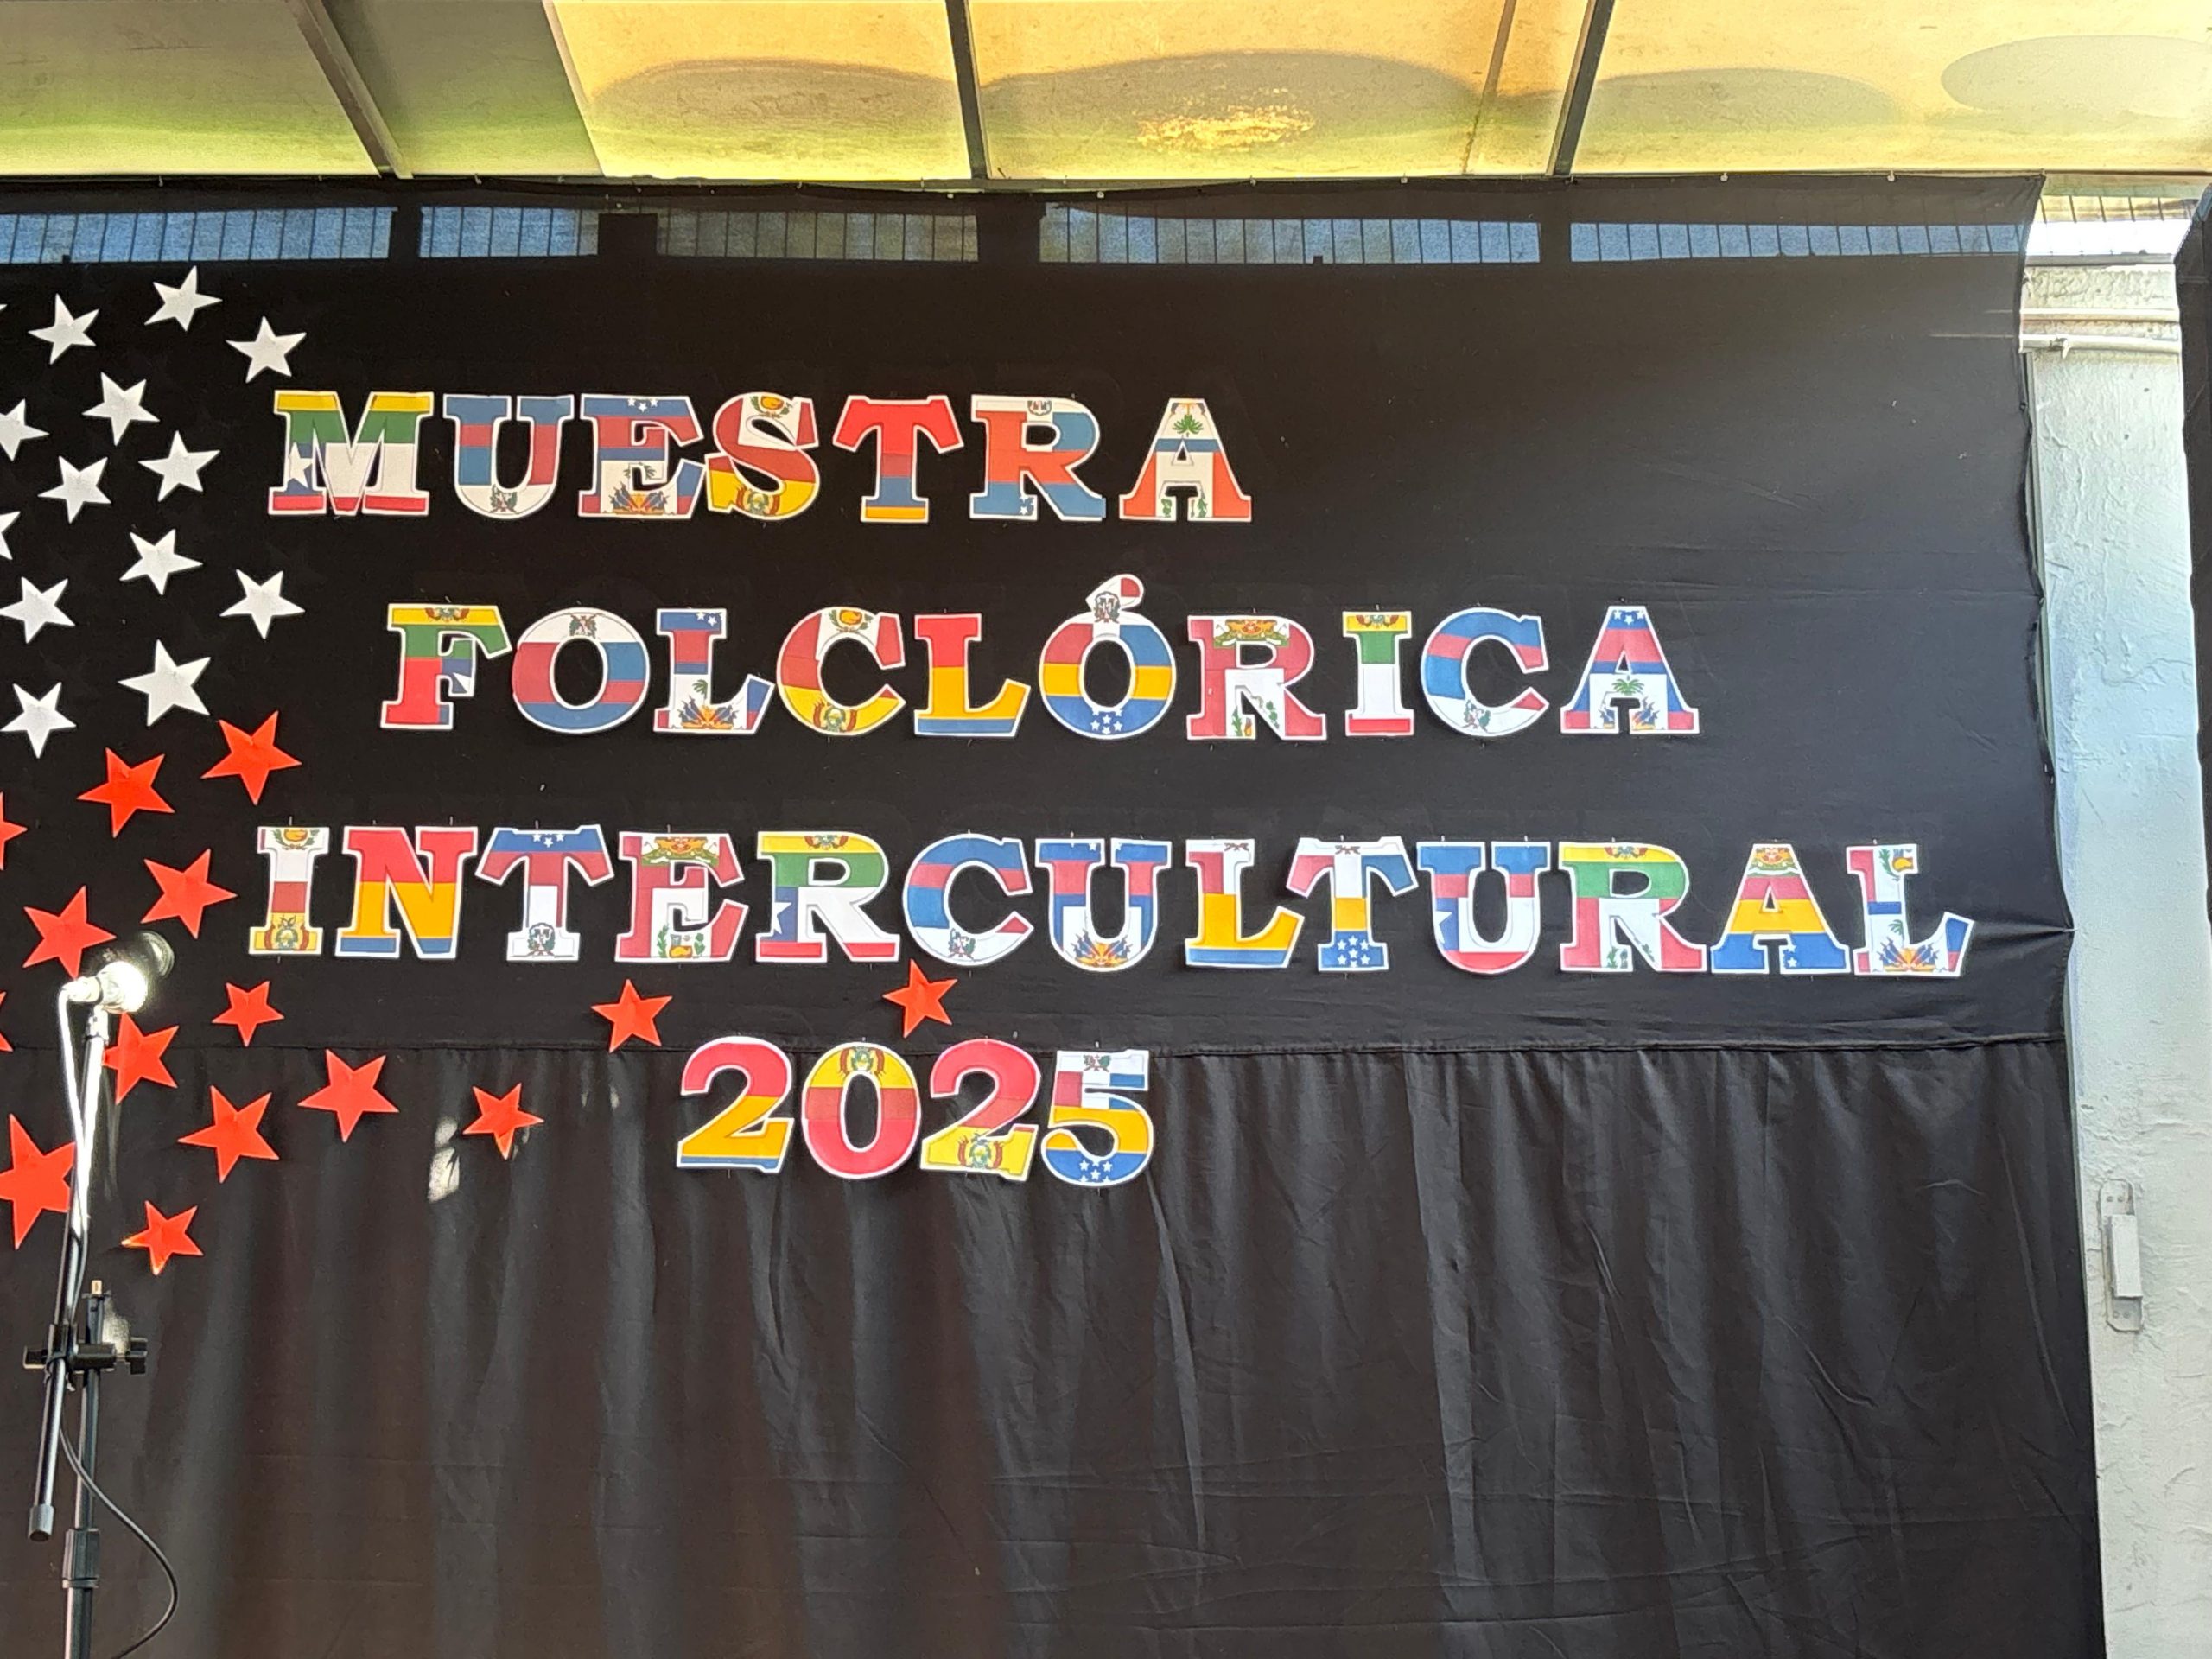 MUESTRA
FOLCLÓRICA
INTERCULTURAL
2025